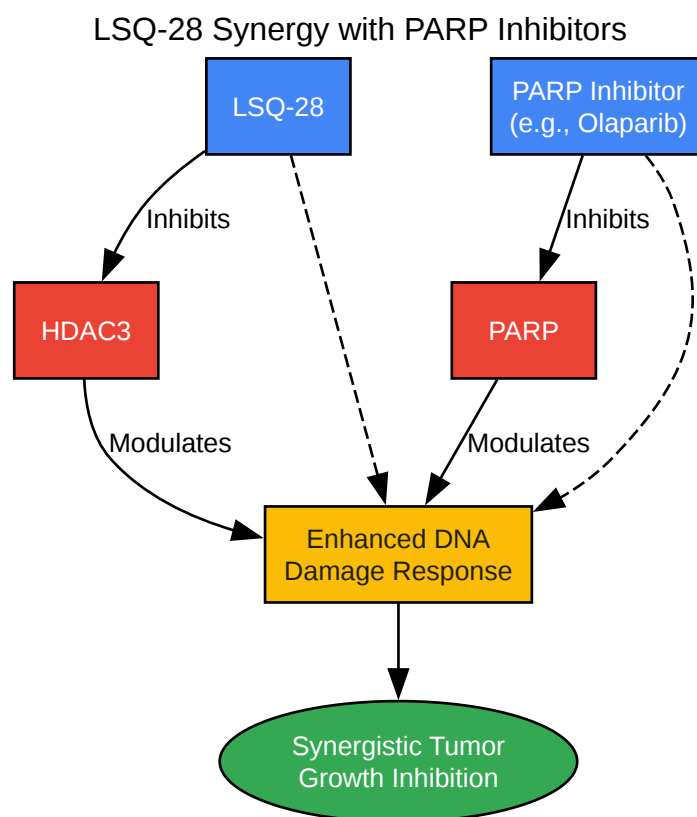 LSQ-28 Synergy with PARP Inhibitors
LSQ-28
PARP Inhibitor
(e.g., Olaparib)
Inhibits
Inhibits
HDAC3
PARP
Modulates
Modulates
Enhanced DNA
Damage Response
Synergistic Tumor
Growth Inhibition